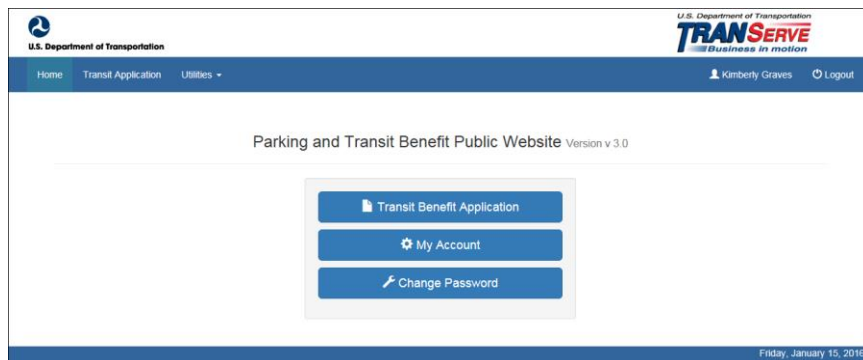 U.S. Department of Transportation
U.S. Department of Transportation
TRANSERVE
Business in motion
Home Transit Application Utilities Kimberly Graves Logout
Parking and Transit Benefit Public Website Version v 3.0
Transit Benefit Application
My Account
Change Password
Friday, January 15, 2016